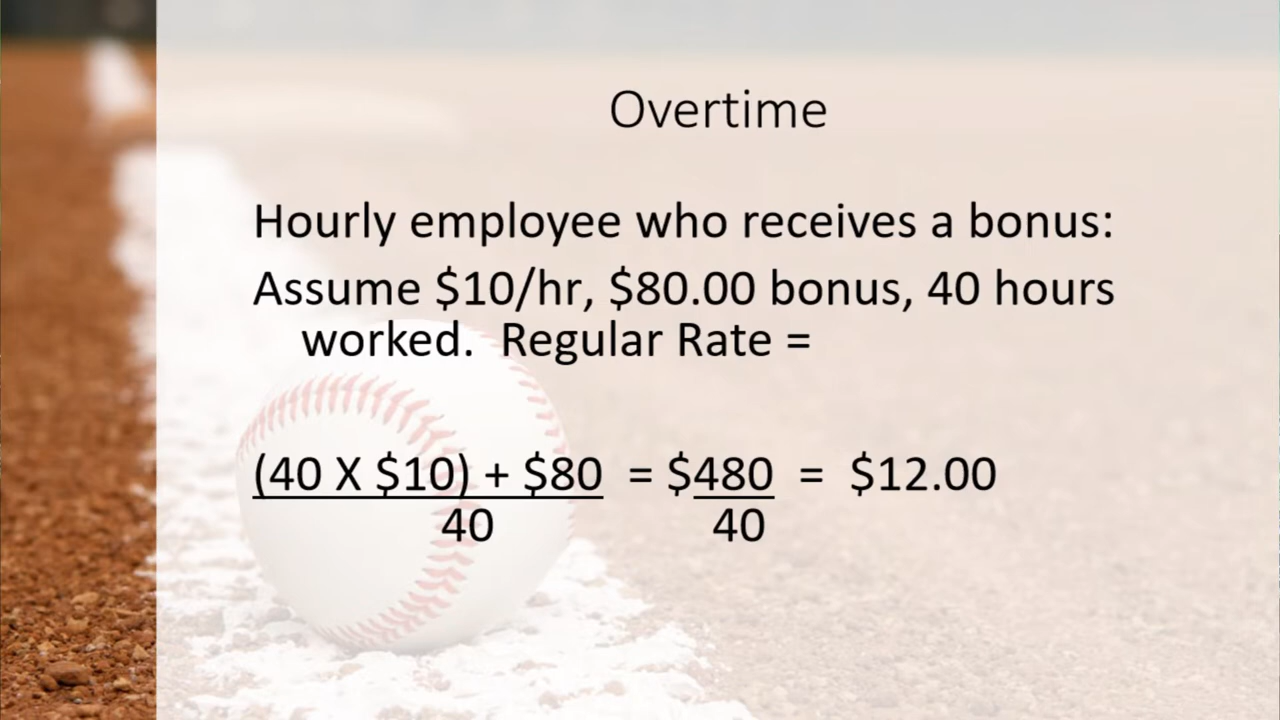 Overtime
Hourly employee who receives a bonus:
Assume $10/hr, $80.00 bonus, 40 hours
worked. Regular Rate =
(40 X $10) + $80 = $480 = $12.00
40 40